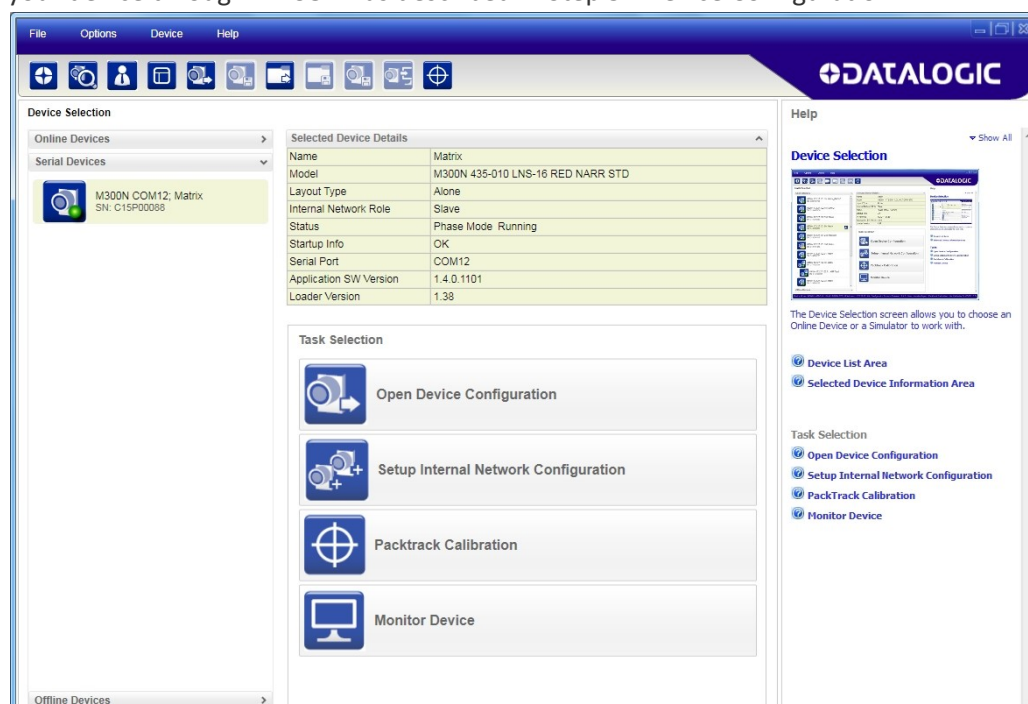 File Options Device Help
DATALOGIC
Device Selection
Online Devices
Serial Devices
M300N COM12; Matrix
SN: C15P00088
Offline Devices
Selected Device Details
Name Matrix
Model M300N 435-010 LNS-16 RED NARR STD
Layout Type Alone
Internal Network Role Slave
Status Phase Mode Running
Startup Info OK
Serial Port COM12
Application SW Version 1.4.0.1101
Loader Version 1.38
Task Selection
Open Device Configuration
Setup Internal Network Configuration
Packtrack Calibration
Monitor Device
Help
Show All
Device Selection
The Device Selection screen allows you to choose an
Online Device or a Simulator to work with.
Device List Area
Selected Device Information Area
Task Selection
Open Device Configuration
Setup Internal Network Configuration
PackTrack Calibration
Monitor Device